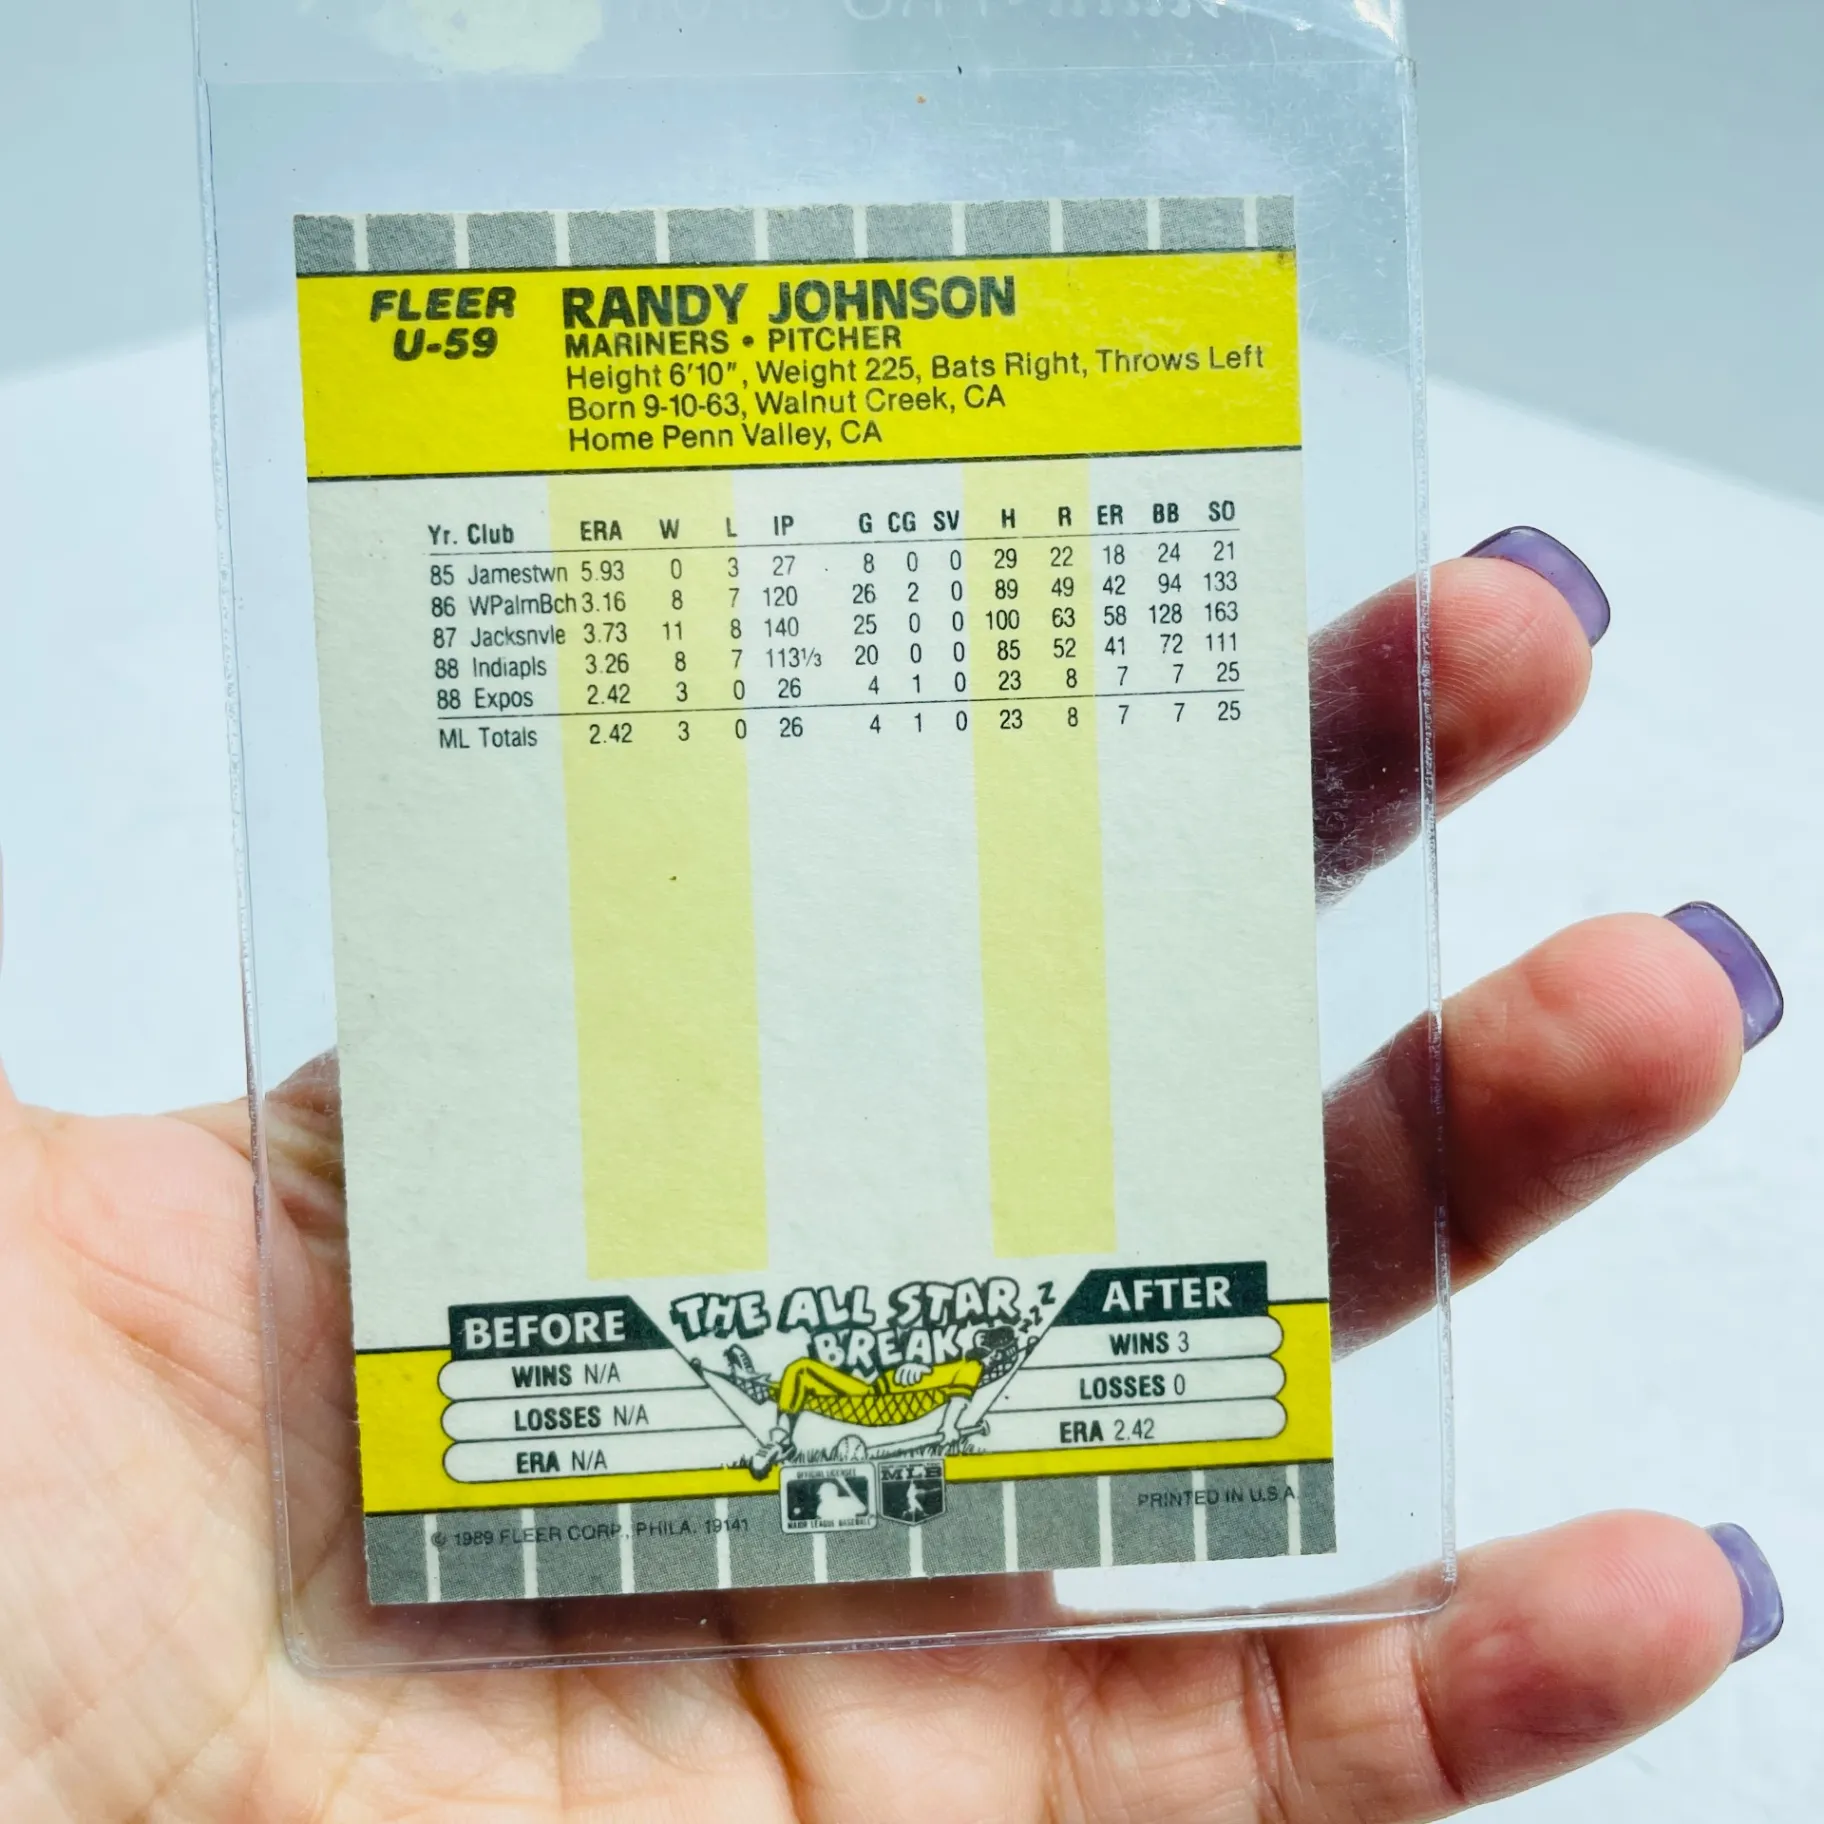 FLEER
U-59
RANDY JOHNSON
MARINERS • PITCHER
Height 6'10", Weight 225, Bats Right, Throws Left
Born 9-10-63, Walnut Creek, CA
Home Penn Valley, CA
Yr. Club ERA W L IP G CG SV H R ER BB SO
85 Jamestwn 5.93 0 3 27 8 0 0 29 22 18 24 21
86 WPalmBch 3.16 8 7 120 26 2 0 89 49 42 94 133
87 Jacksnvle 3.73 11 8 140 25 0 0 100 63 58 128 163
88 Indiapls 3.26 8 7 113⅓ 20 0 0 85 52 41 72 111
88 Expos 2.42 3 0 26 4 1 0 23 8 7 7 25
ML Totals 2.42 3 0 26 4 1 0 23 8 7 7 25
THE ALL STAR
BREAK
zzzz
BEFORE
WINS N/A
LOSSES N/A
ERA N/A
AFTER
WINS 3
LOSSES 0
ERA 2.42
OFFICIAL LICENSEE
MAJOR LEAGUE BASEBALL
MLB
© 1989 FLEER CORP., PHILA. 19141
PRINTED IN U.S.A.